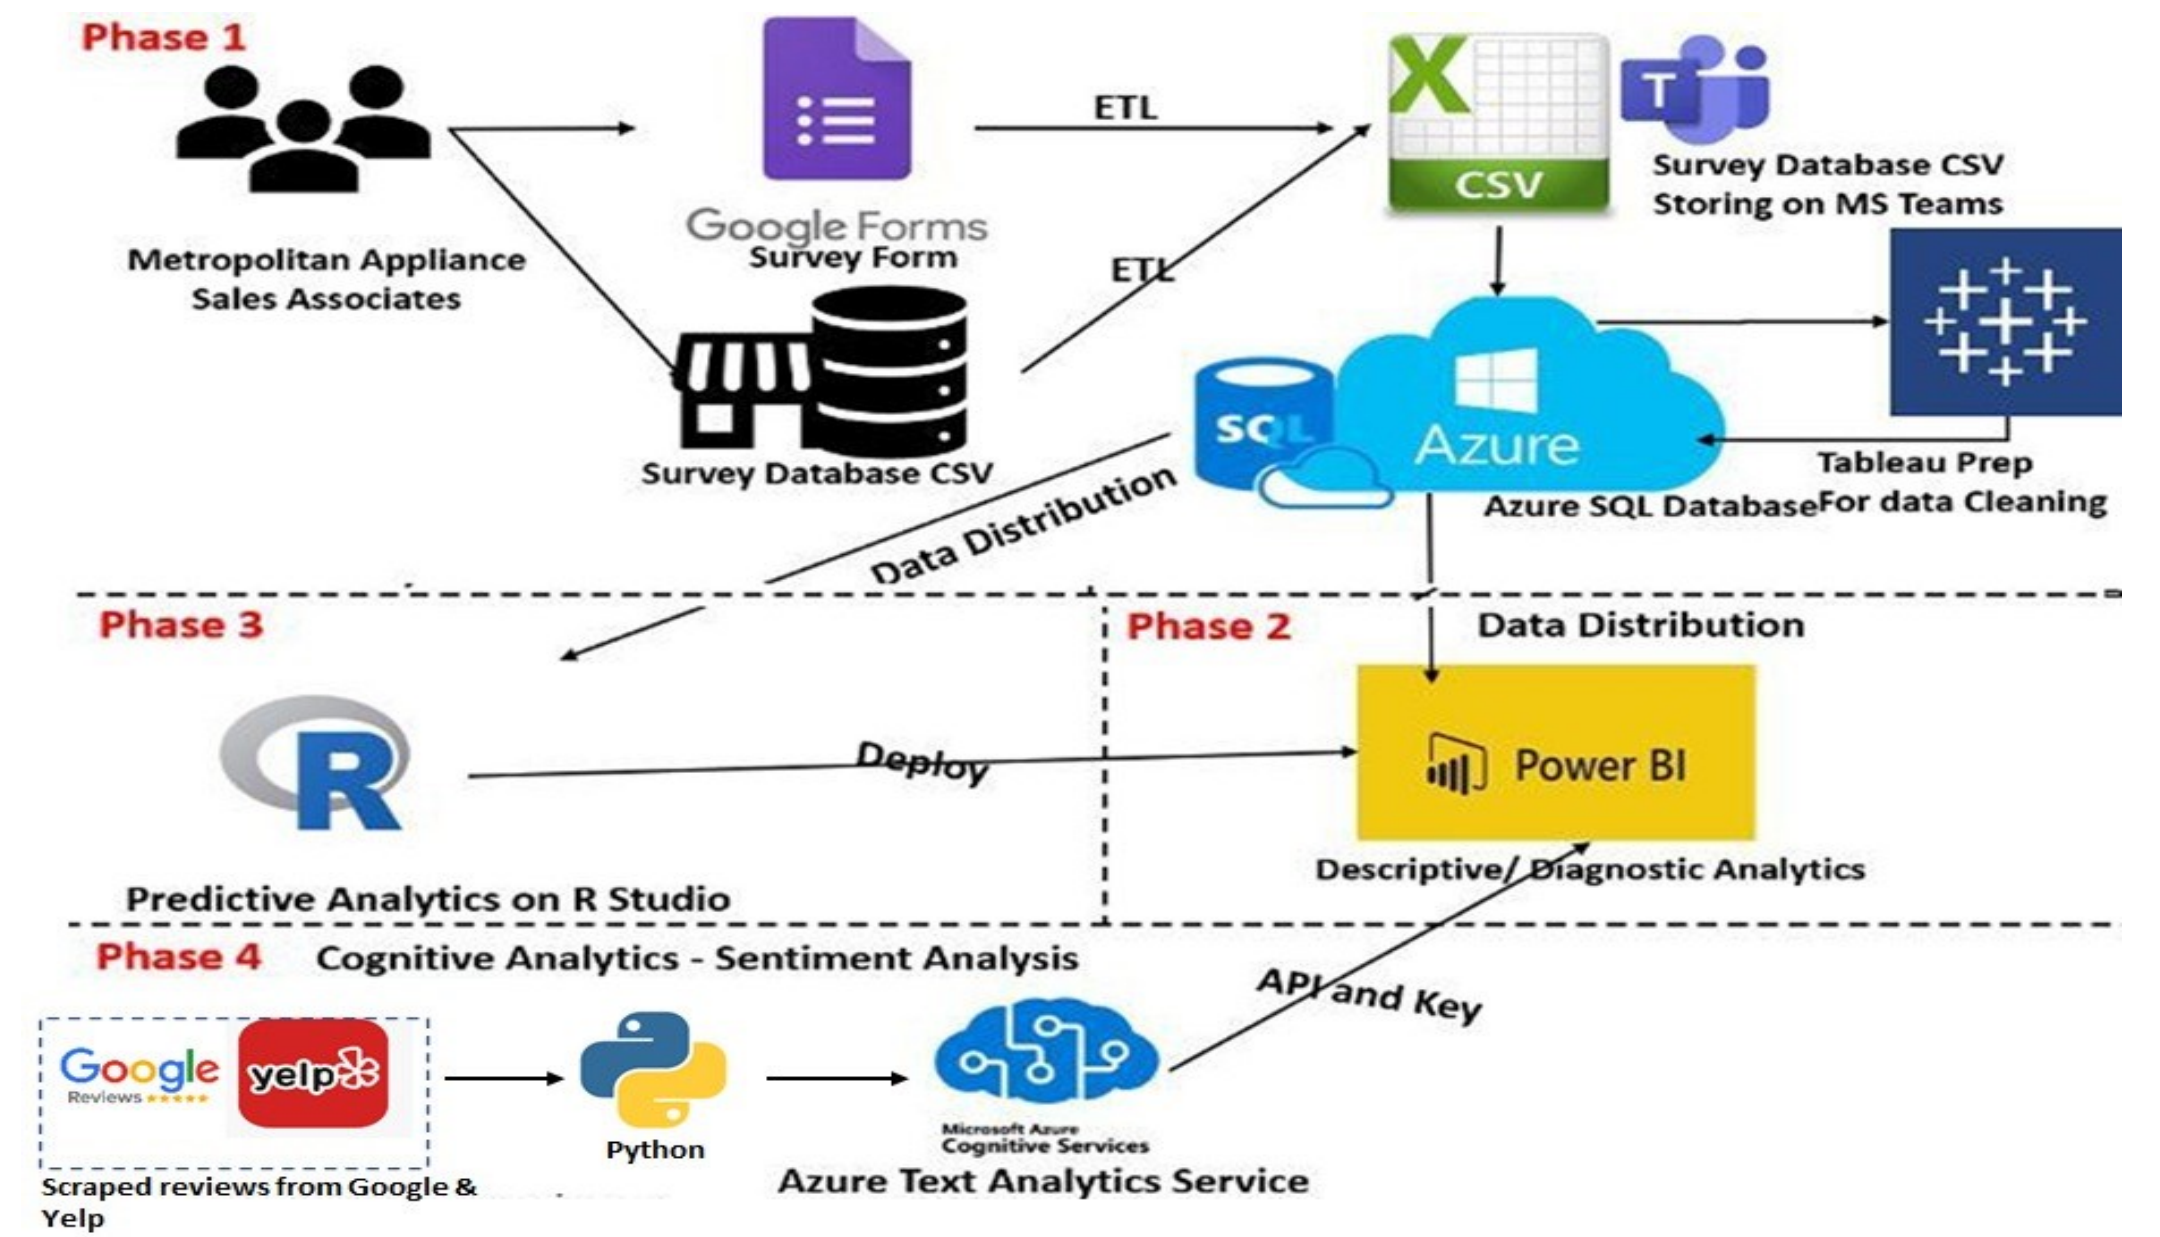 Phase 1
Metropolitan Appliance
Sales Associates
Google Forms
Survey Form
ETL
ETL
Survey Database CSV
X
CSV
T
Survey Database CSV
Storing on MS Teams
SQL
Azure
Azure SQL Database
Tableau Prep
For data Cleaning
Data Distribution
Phase 3
Phase 2
Data Distribution
R
Deploy
Power BI
Predictive Analytics on R Studio
Descriptive/ Diagnostic Analytics
Phase 4
Cognitive Analytics - Sentiment Analysis
API and Key
Google
Reviews
yelp
Scraped reviews from Google &
Yelp
Python
Microsoft Azure
Cognitive Services
Azure Text Analytics Service